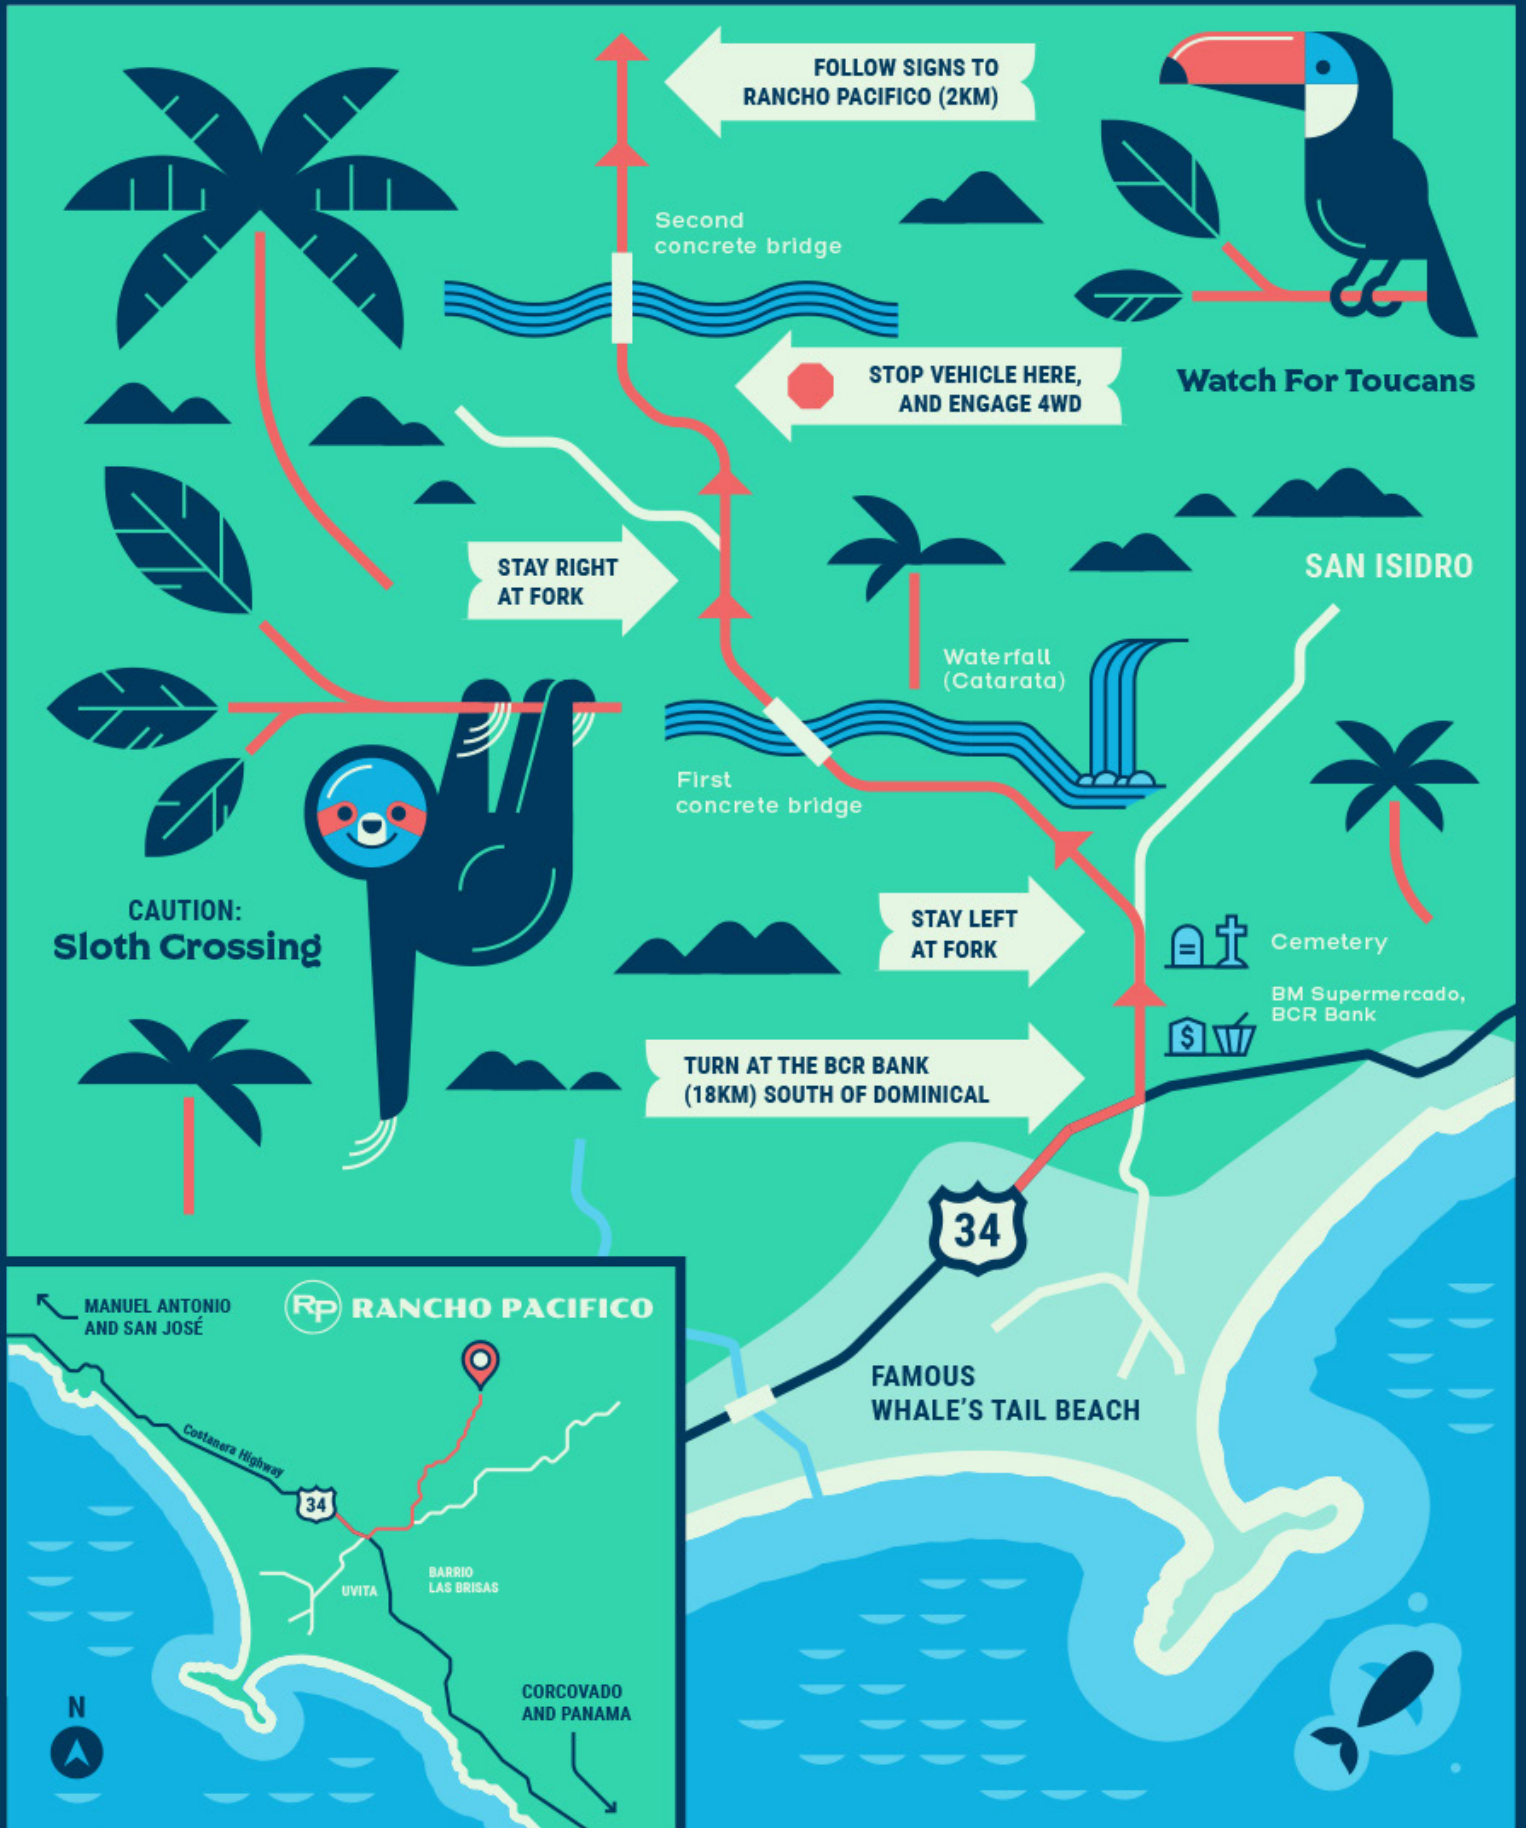 FOLLOW SIGNS TO
RANCHO PACIFICO (2KM)
Second
concrete bridge
STOP VEHICLE HERE,
AND ENGAGE 4WD
Watch For Toucans
STAY RIGHT
AT FORK
SAN ISIDRO
Waterfall
(Catarata)
First
concrete bridge
CAUTION:
Sloth Crossing
STAY LEFT
AT FORK
Cemetery
BM Supermercado,
BCR Bank
$
TURN AT THE BCR BANK
(18KM) SOUTH OF DOMINICAL
34
FAMOUS
WHALE'S TAIL BEACH
MANUEL ANTONIO
AND SAN JOSÉ
RP RANCHO PACIFICO
Costanera Highway
34
UVITA
BARRIO
LAS BRISAS
CORCOVADO
AND PANAMA
N